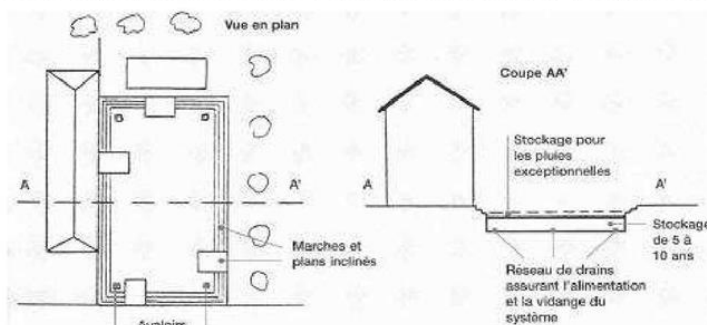 Vue en plan
A
A'
Marches et
plans inclinés
Avaloirs
Coupe AA'
Stockage pour
les pluies
exceptionnelles
A
A'
Stockage
de 5 à
10 ans
Réseau de drains
assurant l'alimentation
et la vidange du
système